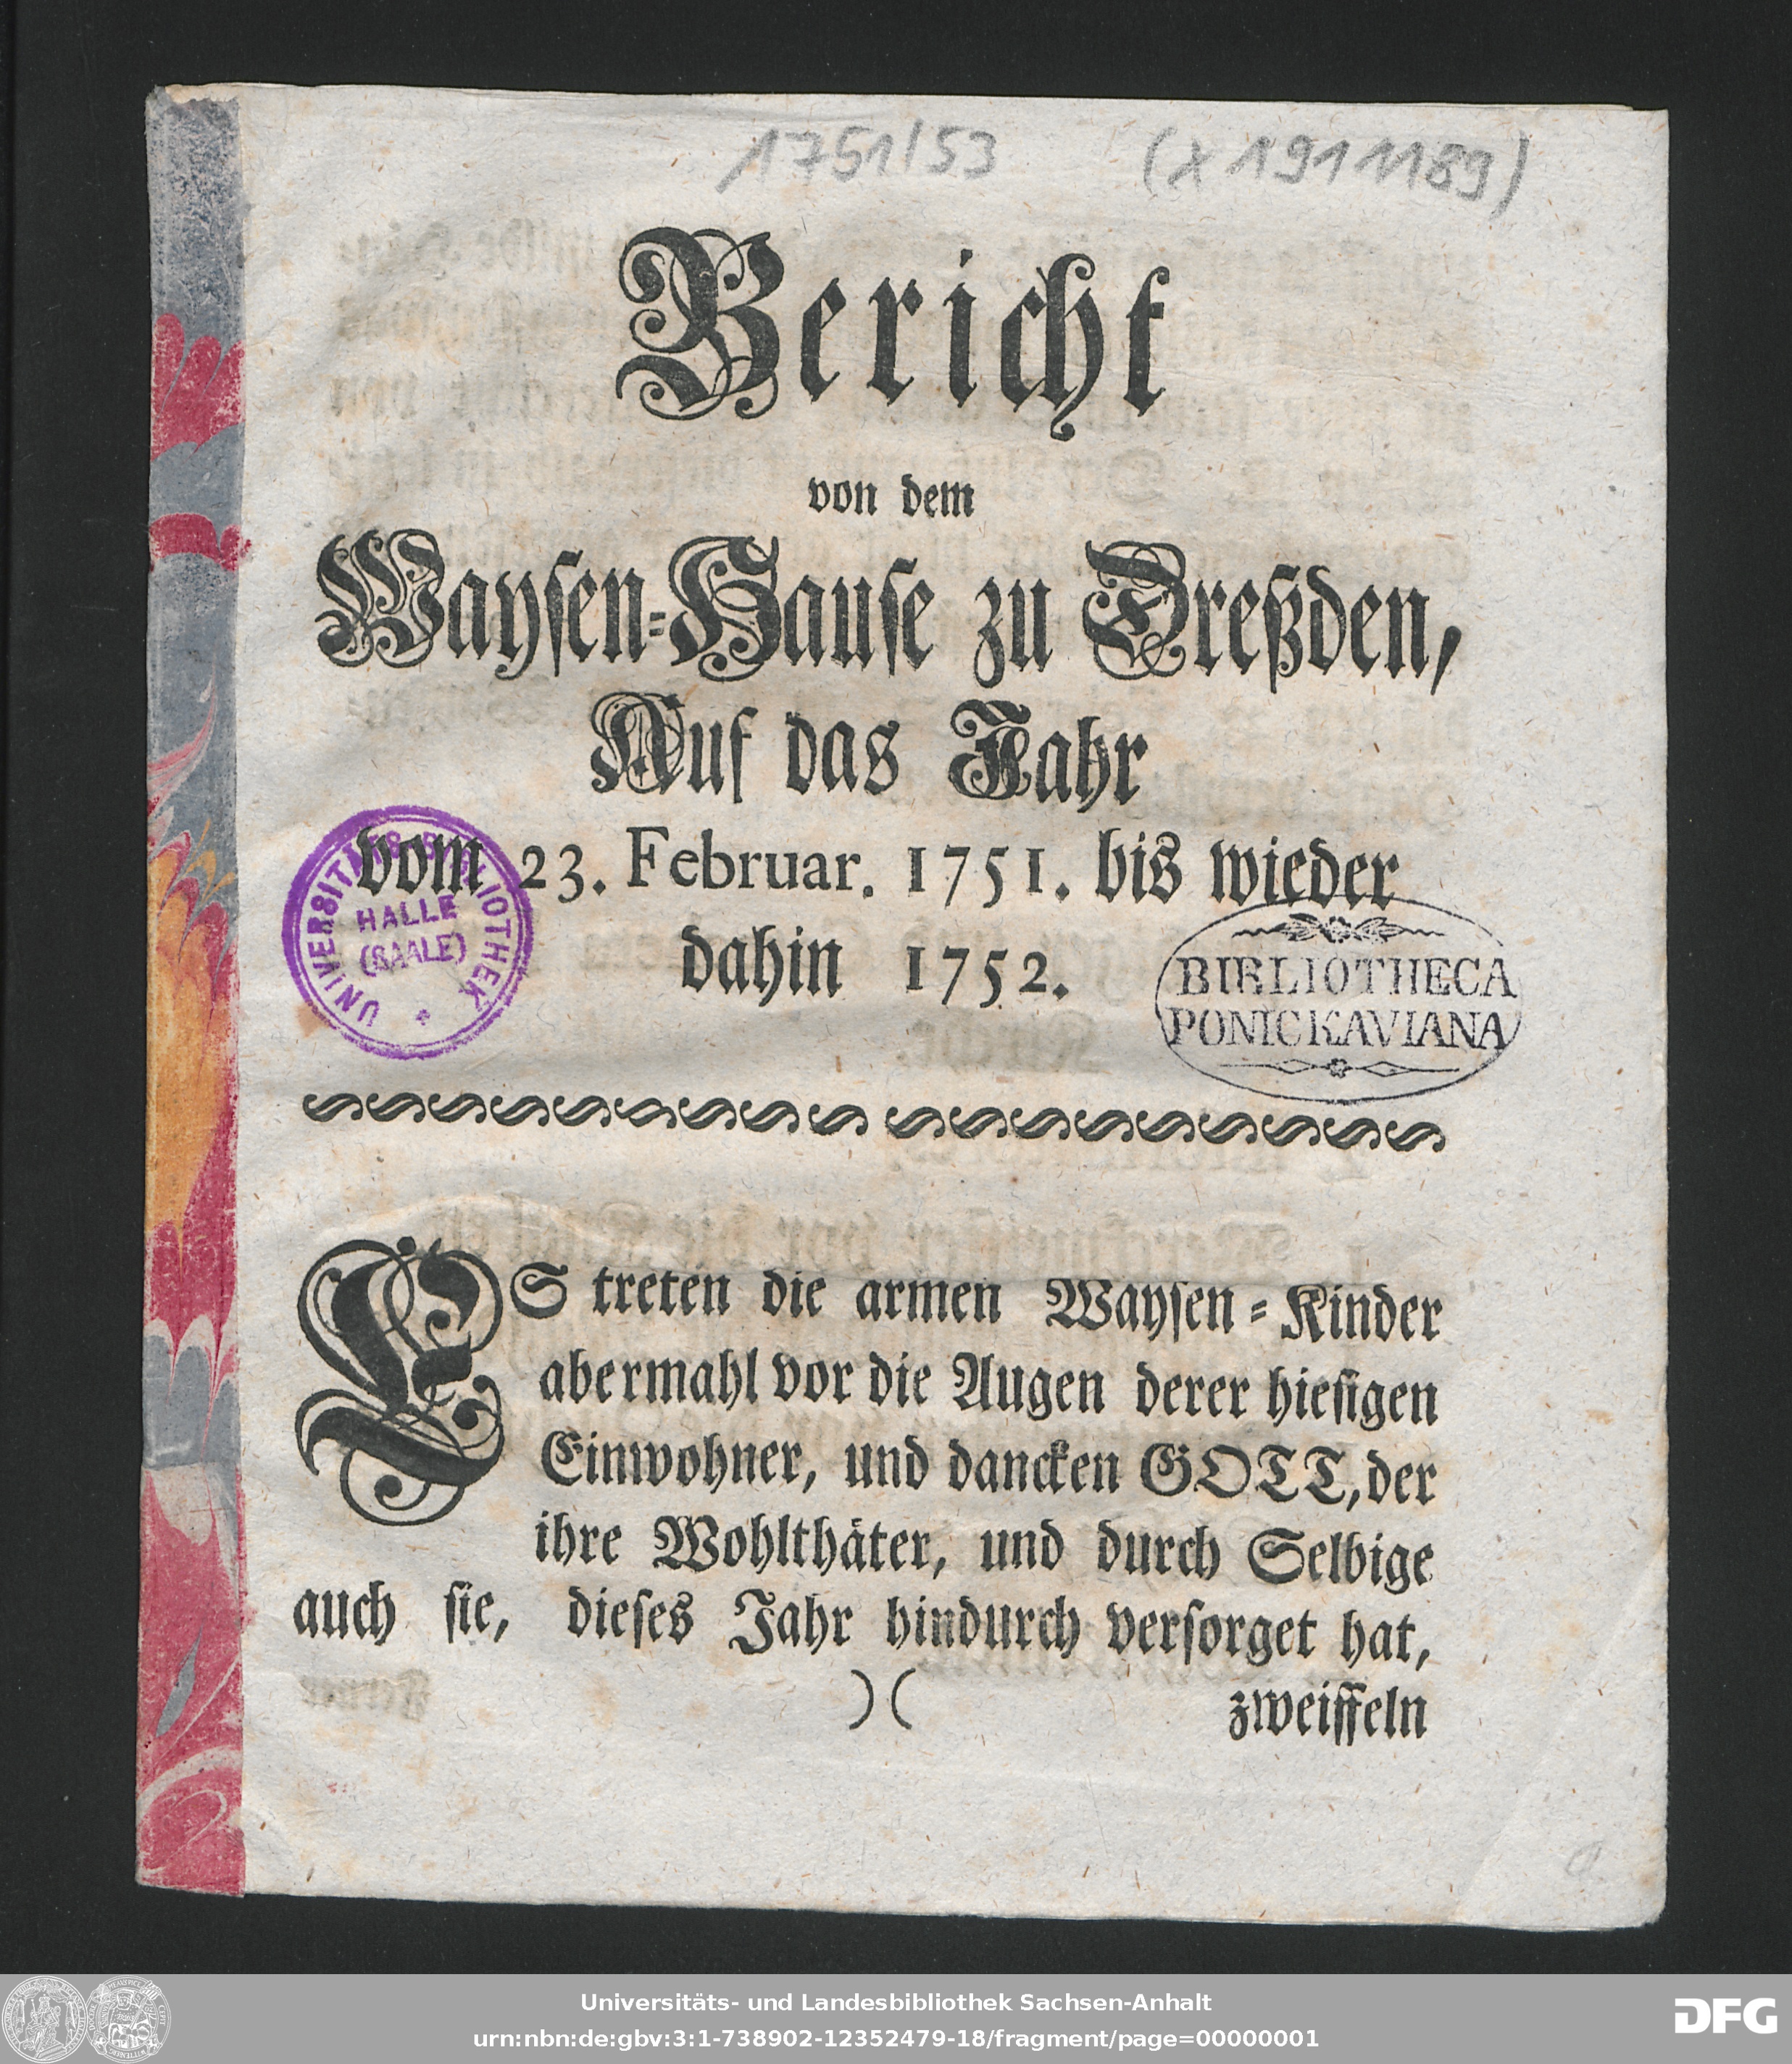 1751/53 (X 1911189)
Bericht
von dem
Waysen-Hause zu Dreßden,
Auf das Jahr
vom 23. Februar. 1751. bis wieder
dahin 1752.
UNIVERSITÄTS-BIBLIOTHEK
HALLE
(SAALE)
BIBLIOTHECA
PONICKAVIANA
ES treten die armen Waysen-Kinder
abermahl vor die Augen derer hiesigen
Einwohner, und dancken GOTT, der
ihre Wohlthäter, und durch Selbige
auch sie, dieses Jahr hindurch versorget hat,
)( zweiffeln
Universitäts- und Landesbibliothek Sachsen-Anhalt
urn:nbn:de:gbv:3:1-738902-12352479-18/fragment/page=00000001
DFG